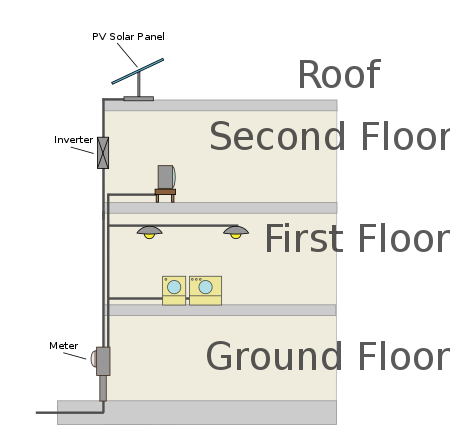 PV Solar Panel
Roof
Second Floor
Inverter
First Floor
Meter
Ground Floor